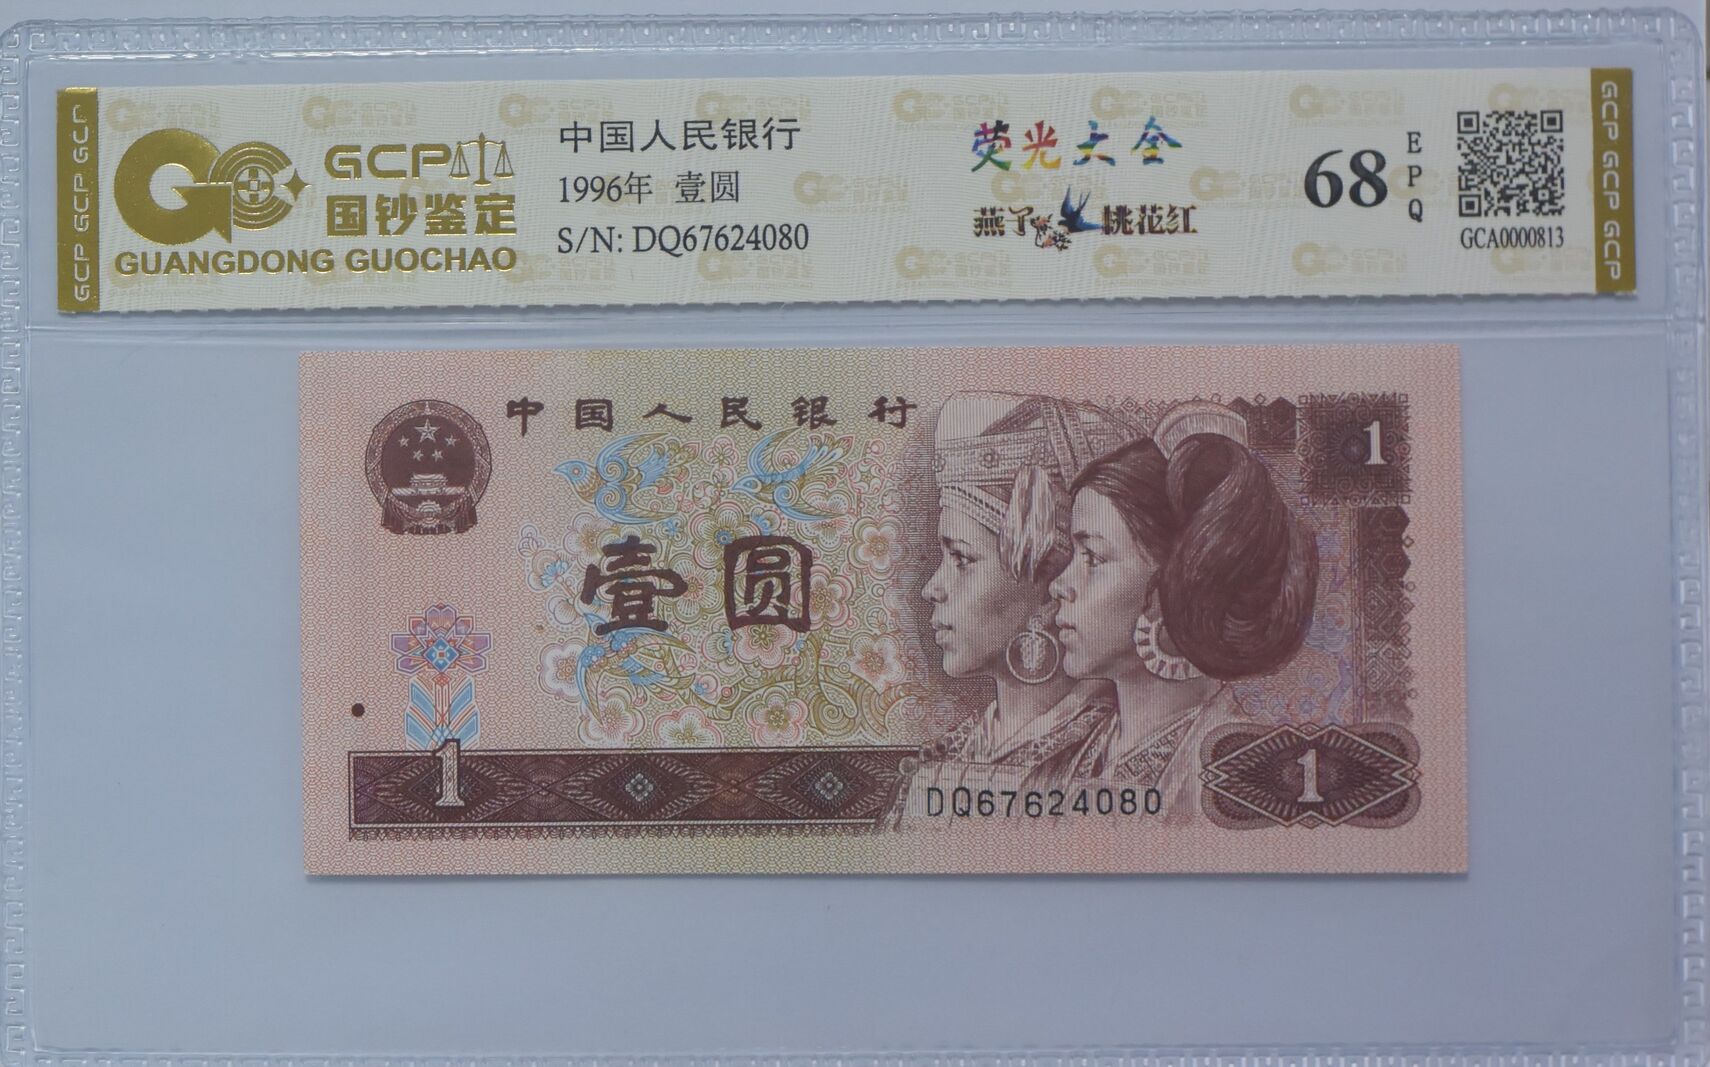 GCP GCP GCP
GCP
国钞鉴定
GUANGDONG GUOCHAO
中国人民银行
1996年 壹圆
S/N: DQ67624080
荧光大全
燕子桃花红
68
EPQ
GCA0000813
GCP GCP GCP
中国人民银行
1
壹圆
1
DQ67624080
1